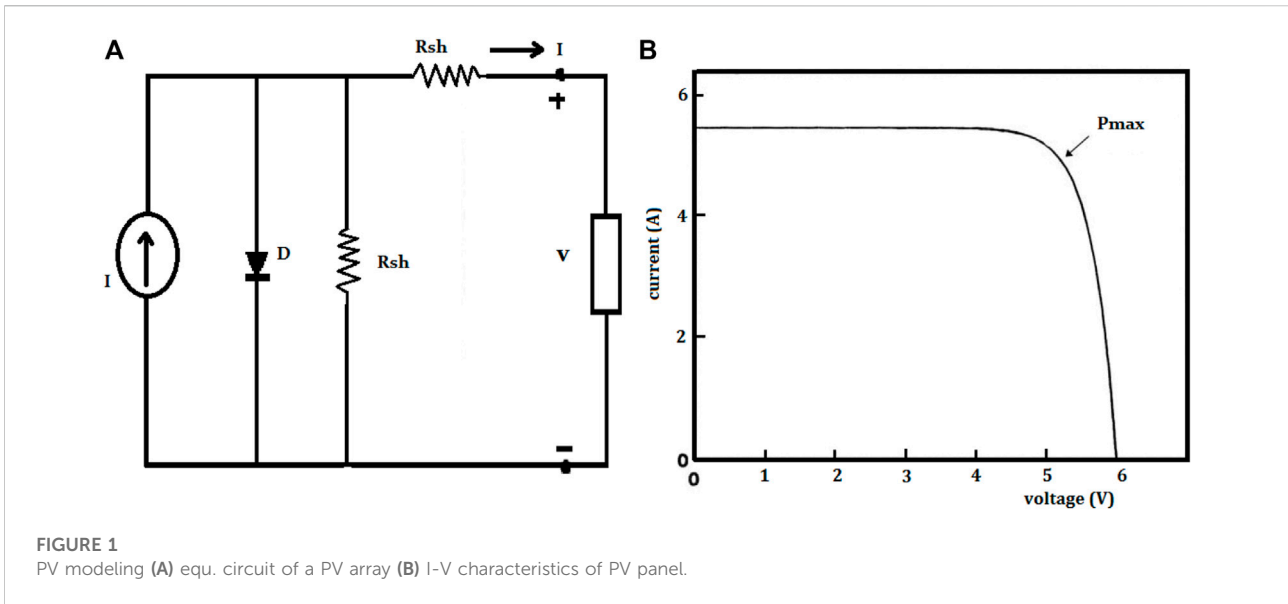 A
Rsh
I
+
I
D
Rsh
v
−
B
6
4
2
0
0
1
2
3
4
5
6
current (A)
voltage (V)
Pmax
FIGURE 1
PV modeling (A) equ. circuit of a PV array (B) I-V characteristics of PV panel.